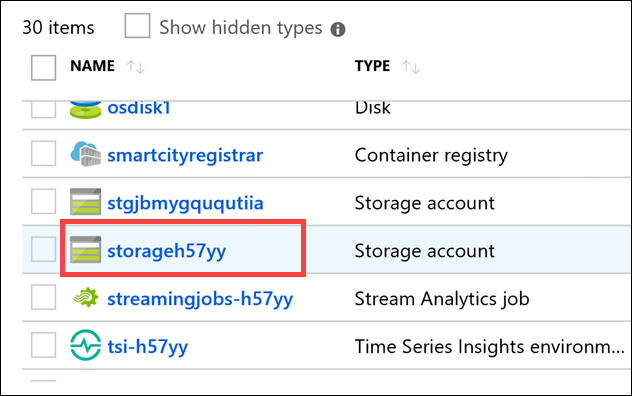 30 items Show hidden types
NAME TYPE
osdisk1 Disk
smartcityregistrar Container registry
stgjbmygququtiia Storage account
storageh57yy Storage account
streamingjobs-h57yy Stream Analytics job
tsi-h57yy Time Series Insights environm...